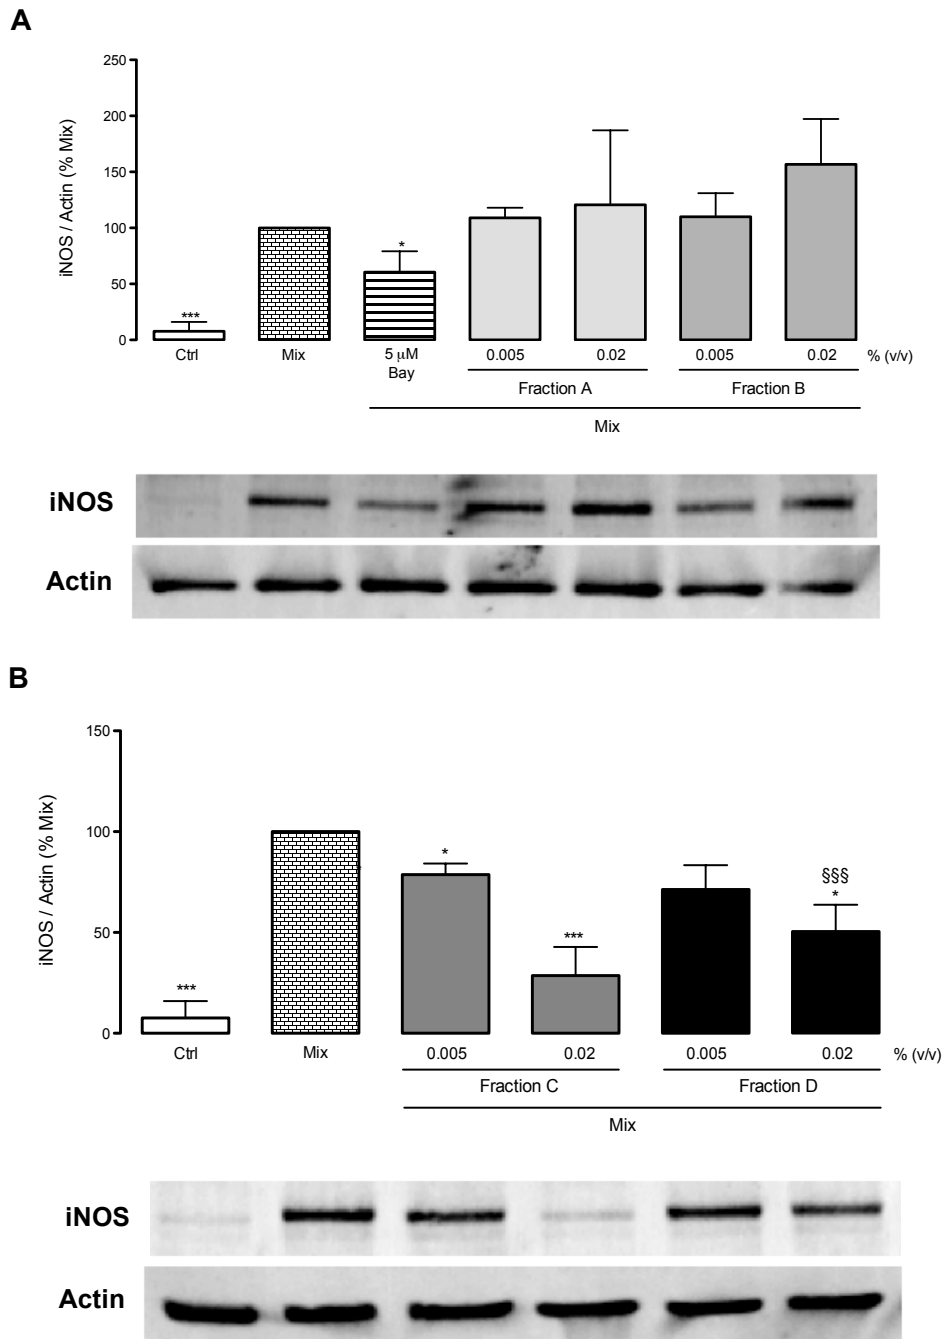 A
iNOS / Actin (% Mix)
250
200
150
100
50
0
***
*
Ctrl
Mix
5 μM
Bay
0.005
0.02
0.005
0.02
% (v/v)
Fraction A
Fraction B
Mix
iNOS
Actin
B
iNOS / Actin (% Mix)
150
100
50
0
***
*
***
§§§
*
Ctrl
Mix
0.005
0.02
0.005
0.02
% (v/v)
Fraction C
Fraction D
Mix
iNOS
Actin